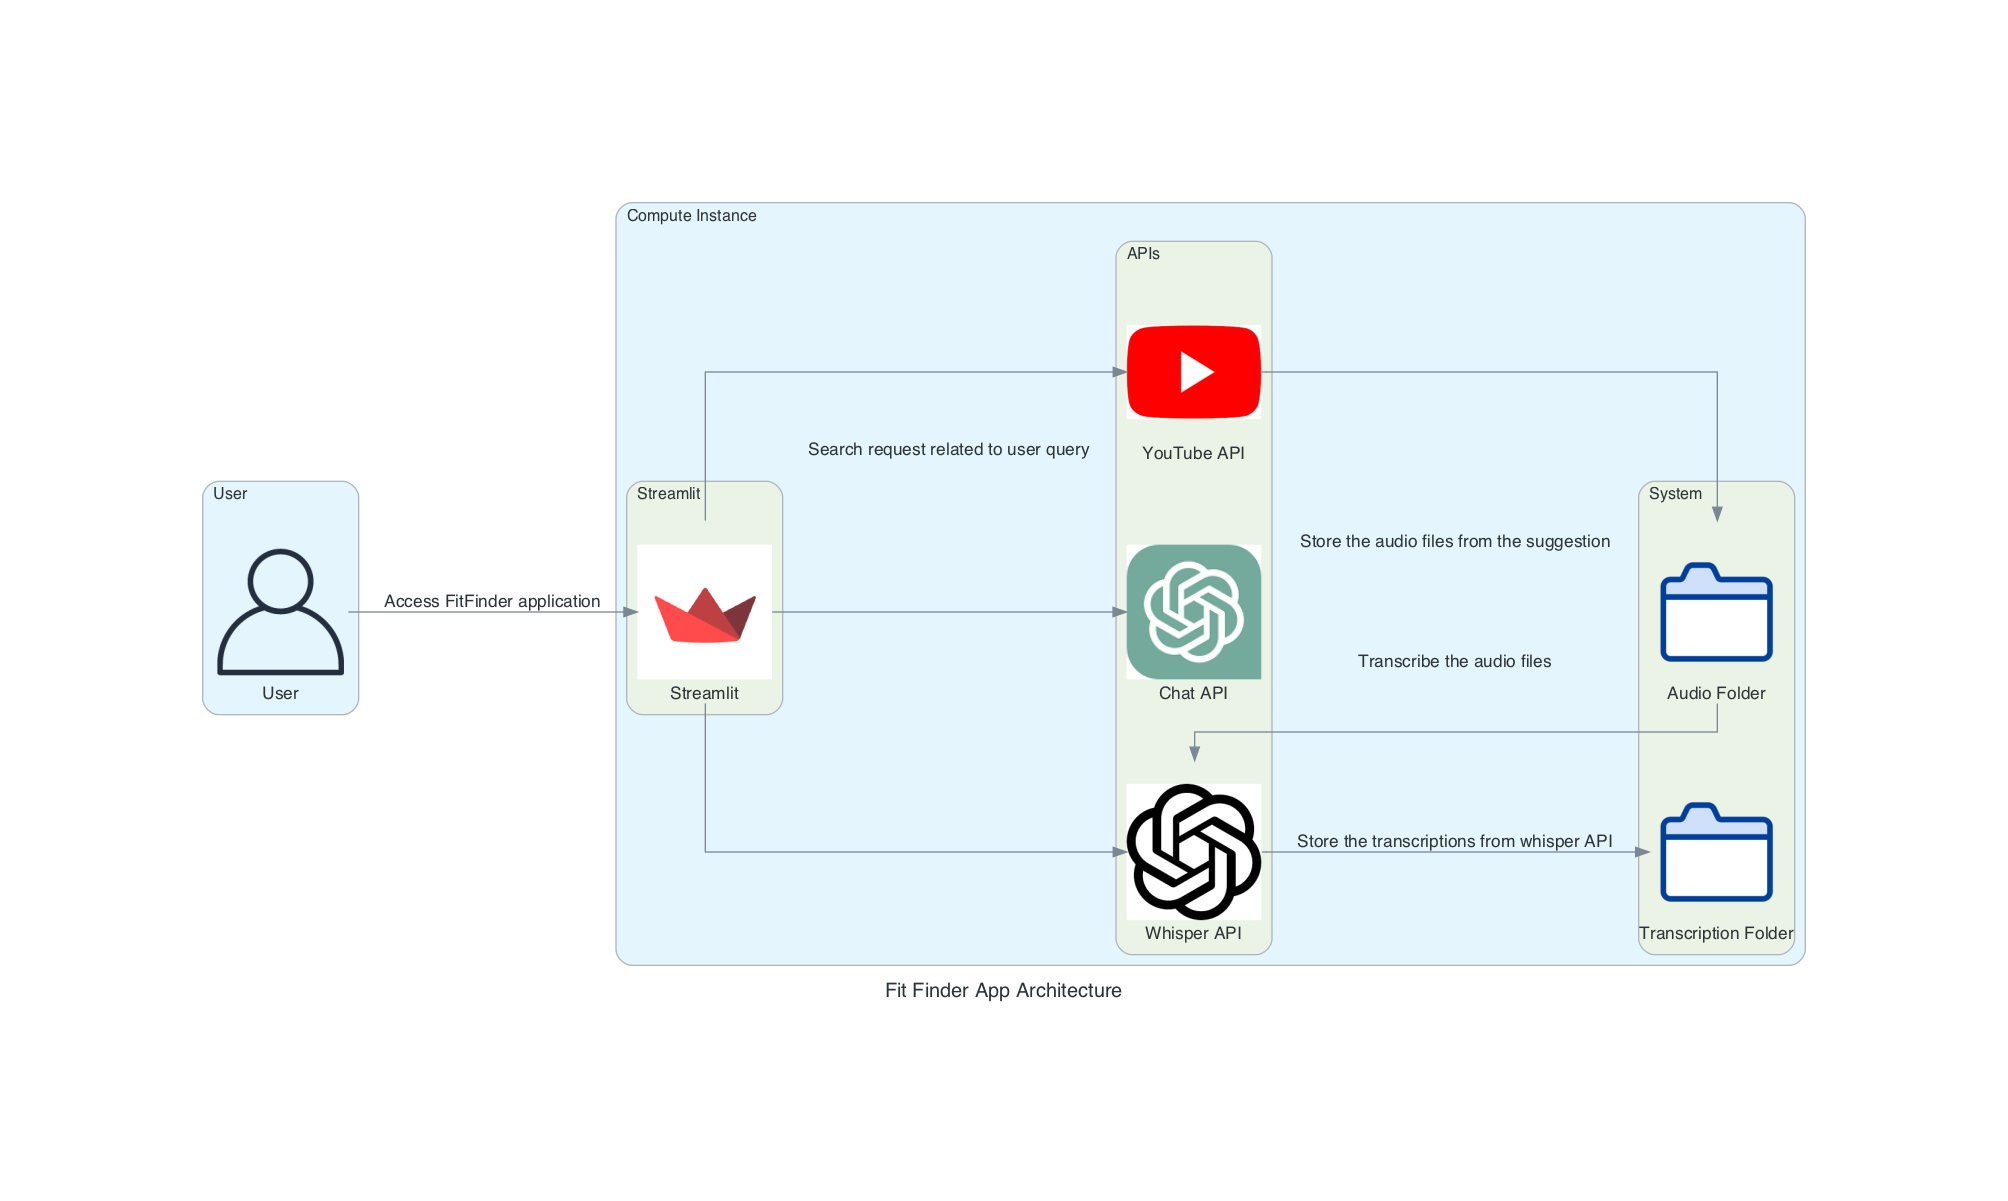 Compute Instance
APIs
Search request related to user query
YouTube API
User
Streamlit
System
Store the audio files from the suggestion
Access FitFinder application
Transcribe the audio files
User
Streamlit
Chat API
Audio Folder
Store the transcriptions from whisper API
Whisper API
Transcription Folder
Fit Finder App Architecture